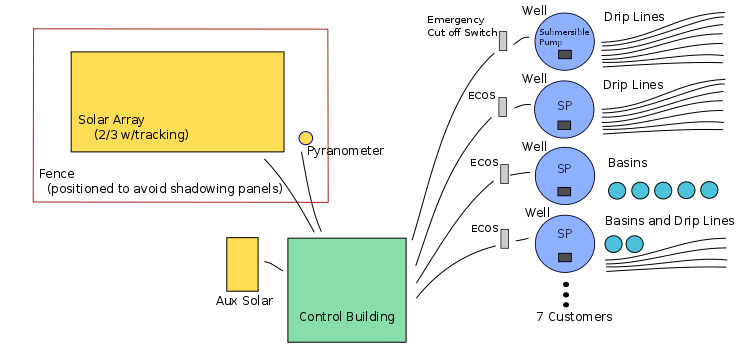 Emergency
Cut off Switch
Well
Submersible
Pump
Drip Lines
Well
ECOS
SP
Drip Lines
Solar Array
(2/3 w/tracking)
Pyranometer
Fence
(positioned to avoid shadowing panels)
Well
ECOS
SP
Basins
Well
ECOS
SP
Basins and Drip Lines
Aux Solar
Control Building
7 Customers